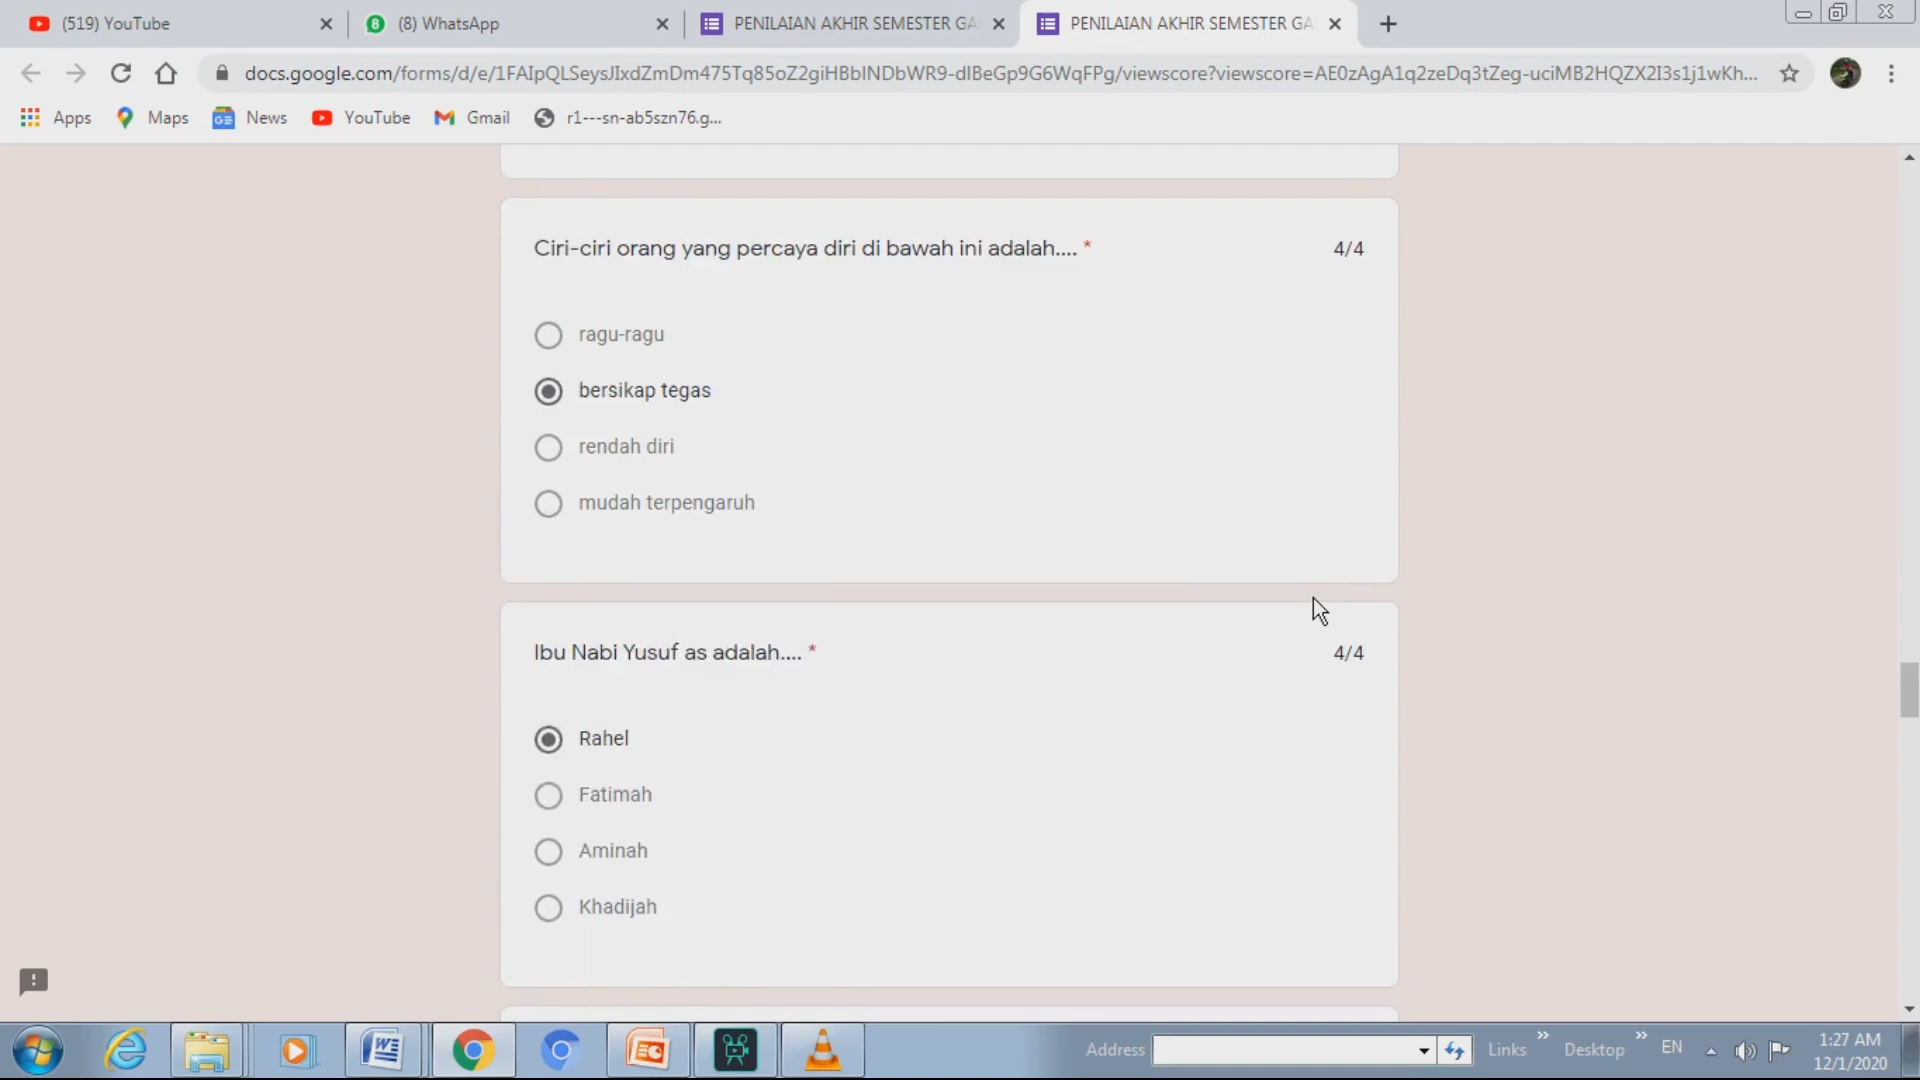 (519) YouTube
(8) WhatsApp
PENILAIAN AKHIR SEMESTER GA
PENILAIAN AKHIR SEMESTER GA
docs.google.com/forms/d/e/1FAIpQLSeysJIxdZmDm475Tq85oZ2giHBbINDbWR9-dIBeGp9G6WqFPg/viewscore?viewscore=AE0zAgA1q2zeDq3tZeg-uciMB2HQZX2I3s1j1wKh...
Apps
Maps
News
YouTube
Gmail
r1---sn-ab5szn76.g...
Ciri-ciri orang yang percaya diri di bawah ini adalah.... *
4/4
ragu-ragu
bersikap tegas
rendah diri
mudah terpengaruh
Ibu Nabi Yusuf as adalah.... *
4/4
Rahel
Fatimah
Aminah
Khadijah
Address
Links
Desktop
EN
1:27 AM
12/1/2020